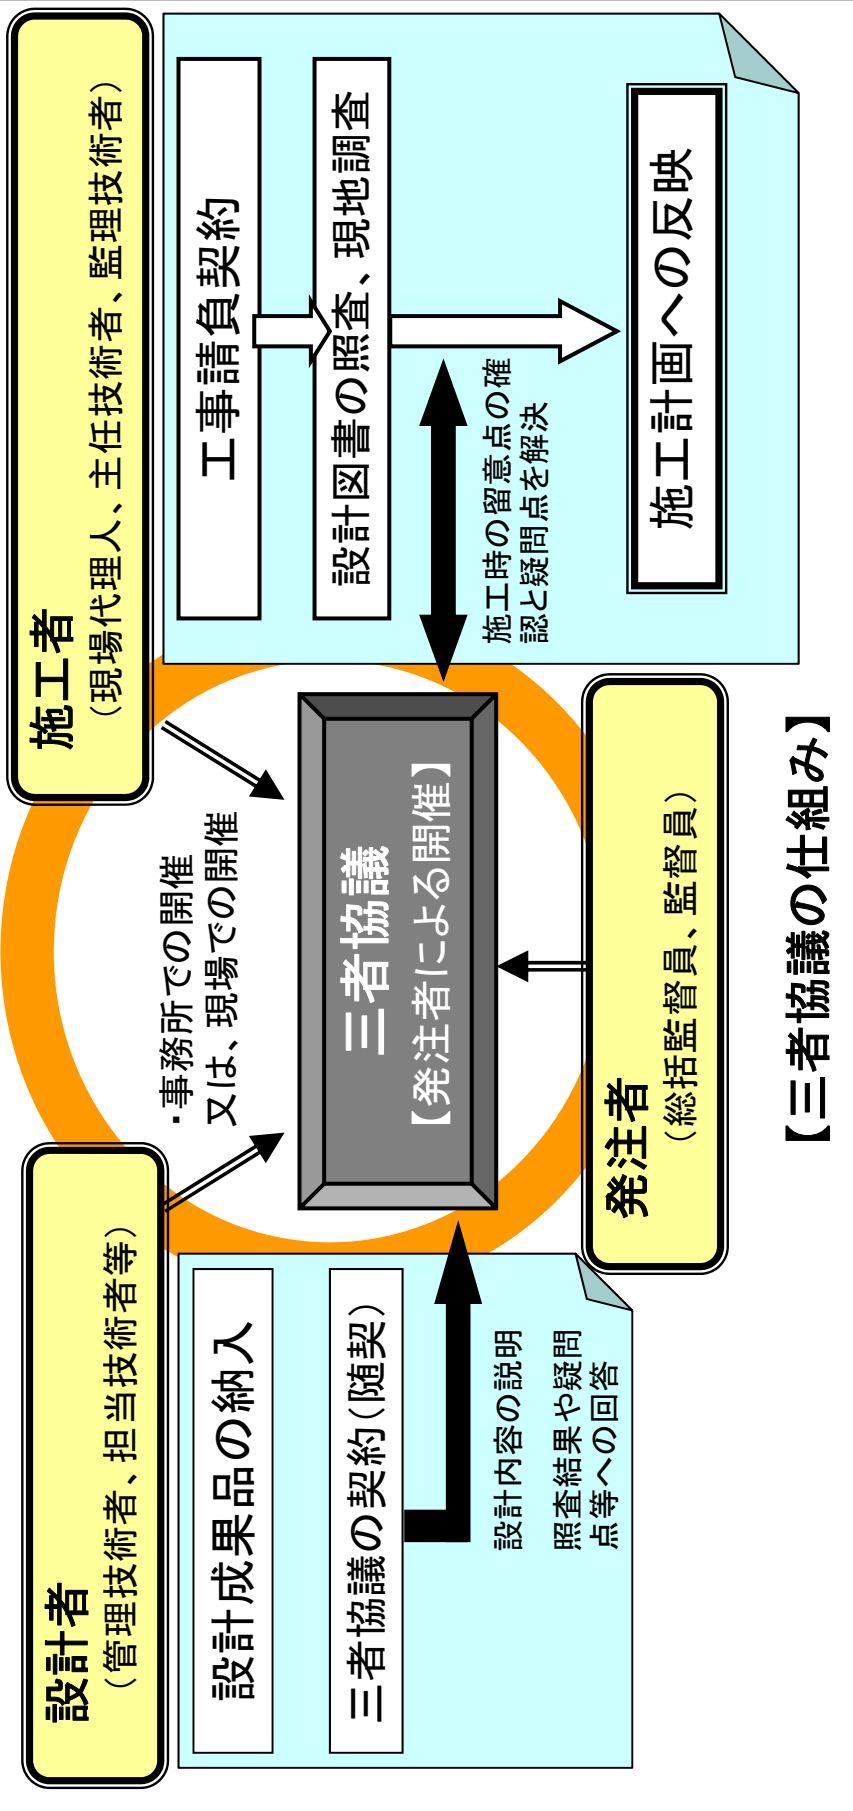 設計者
（管理技術者、担当技術者等）
設計成果品の納入
三者協議の契約（随契）
設計内容の説明
照査結果や疑問
点等への回答
・事務所での開催
又は、現場での開催
三者協議
【発注者による開催】
発注者
（総括監督員、監督員）
施工者
（現場代理人、主任技術者、監理技術者）
工事請負契約
設計図書の照査、現地調査
施工時の留意点の確
認と疑問点を解決
施工計画への反映
【三者協議の仕組み】